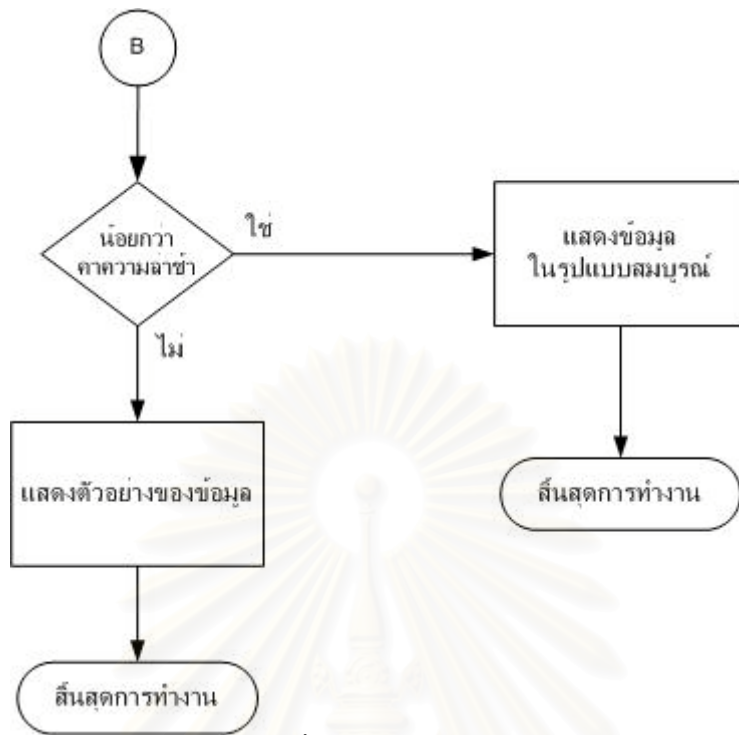 B
น้อยกว่า
ค่าความล่าช้า
ใช่
แสดงข้อมูล
ในรูปแบบสมบูรณ์
ไม่
แสดงตัวอย่างของข้อมูล
สิ้นสุดการทำงาน
สิ้นสุดการทำงาน